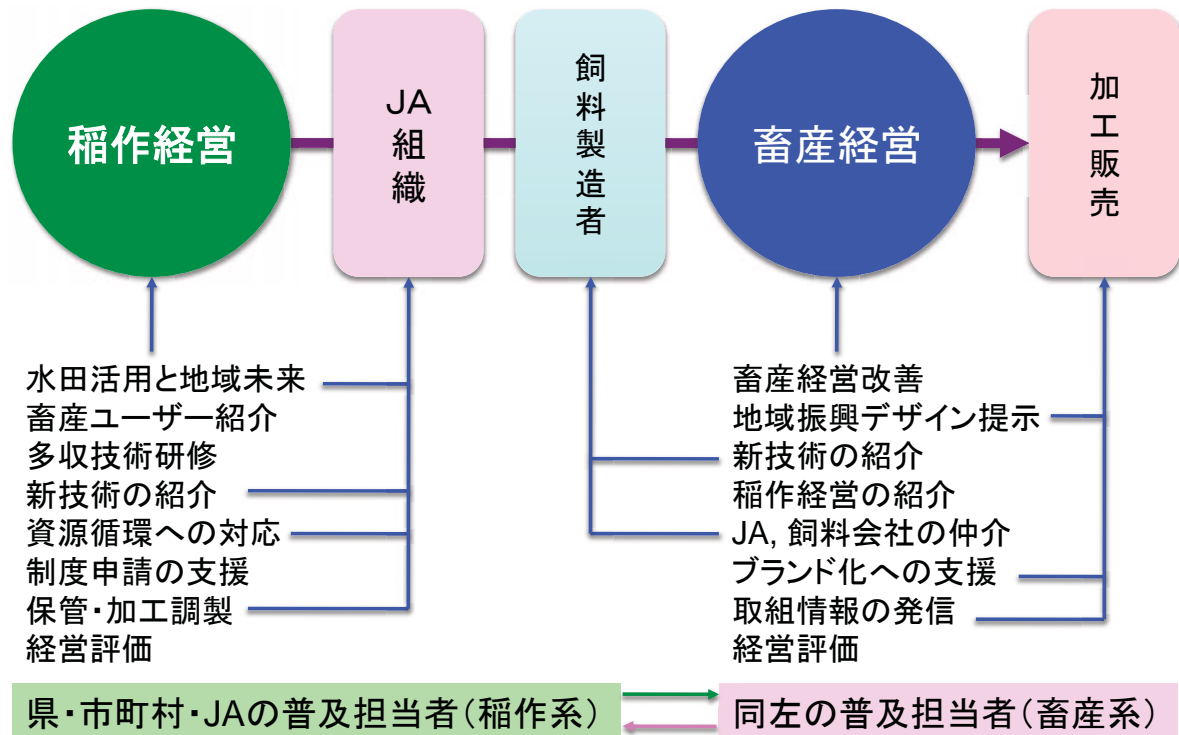 稲作経営
JA組織
飼料製造者
畜産経営
加工販売
水田活用と地域未来
畜産ユーザー紹介
多収技術研修
新技術の紹介
資源循環への対応
制度申請の支援
保管・加工調製
経営評価
畜産経営改善
地域振興デザイン提示
新技術の紹介
稲作経営の紹介
JA, 飼料会社の仲介
ブランド化への支援
取組情報の発信
経営評価
県・市町村・JAの普及担当者(稲作系)
同左の普及担当者(畜産系)